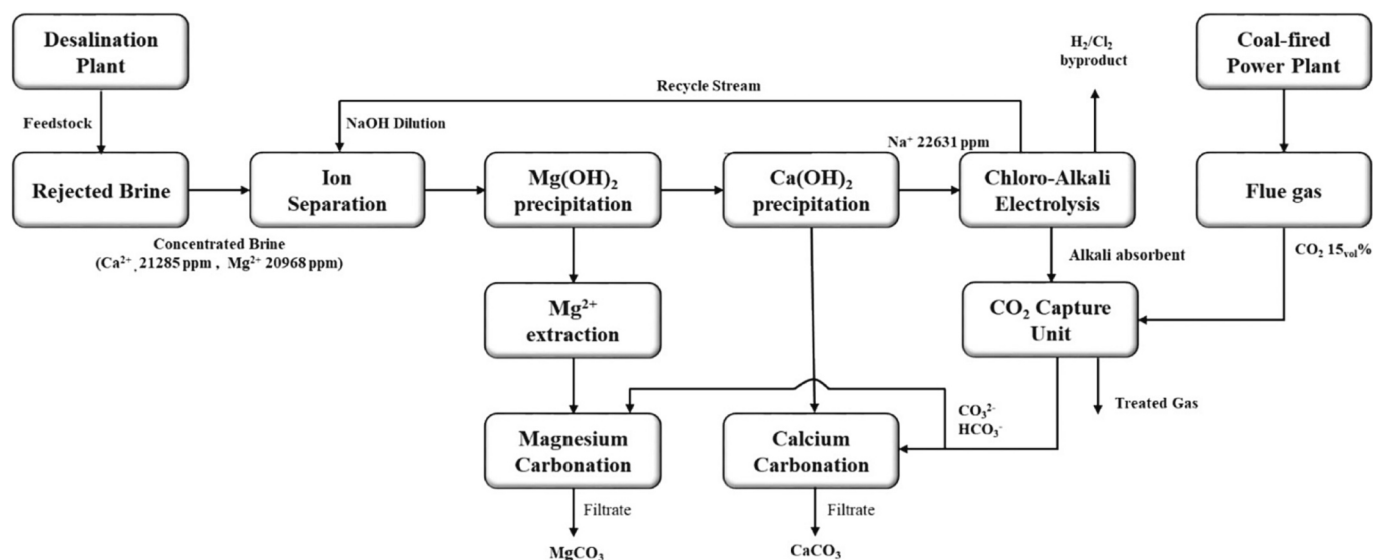 Desalination
Plant
H₂/Cl₂
byproduct
Coal-fired
Power Plant
Recycle Stream
Feedstock
NaOH Dilution
Na⁺ 22631 ppm
Rejected Brine
Ion
Separation
Mg(OH)₂
precipitation
Ca(OH)₂
precipitation
Chloro-Alkali
Electrolysis
Flue gas
Concentrated Brine
(Ca²⁺, 21285 ppm , Mg²⁺ 20968 ppm)
Alkali absorbent
CO₂ 15vol%
Mg²⁺
extraction
CO₂ Capture
Unit
CO₃²⁻
HCO₃⁻
Treated Gas
Magnesium
Carbonation
Calcium
Carbonation
Filtrate
Filtrate
MgCO₃
CaCO₃